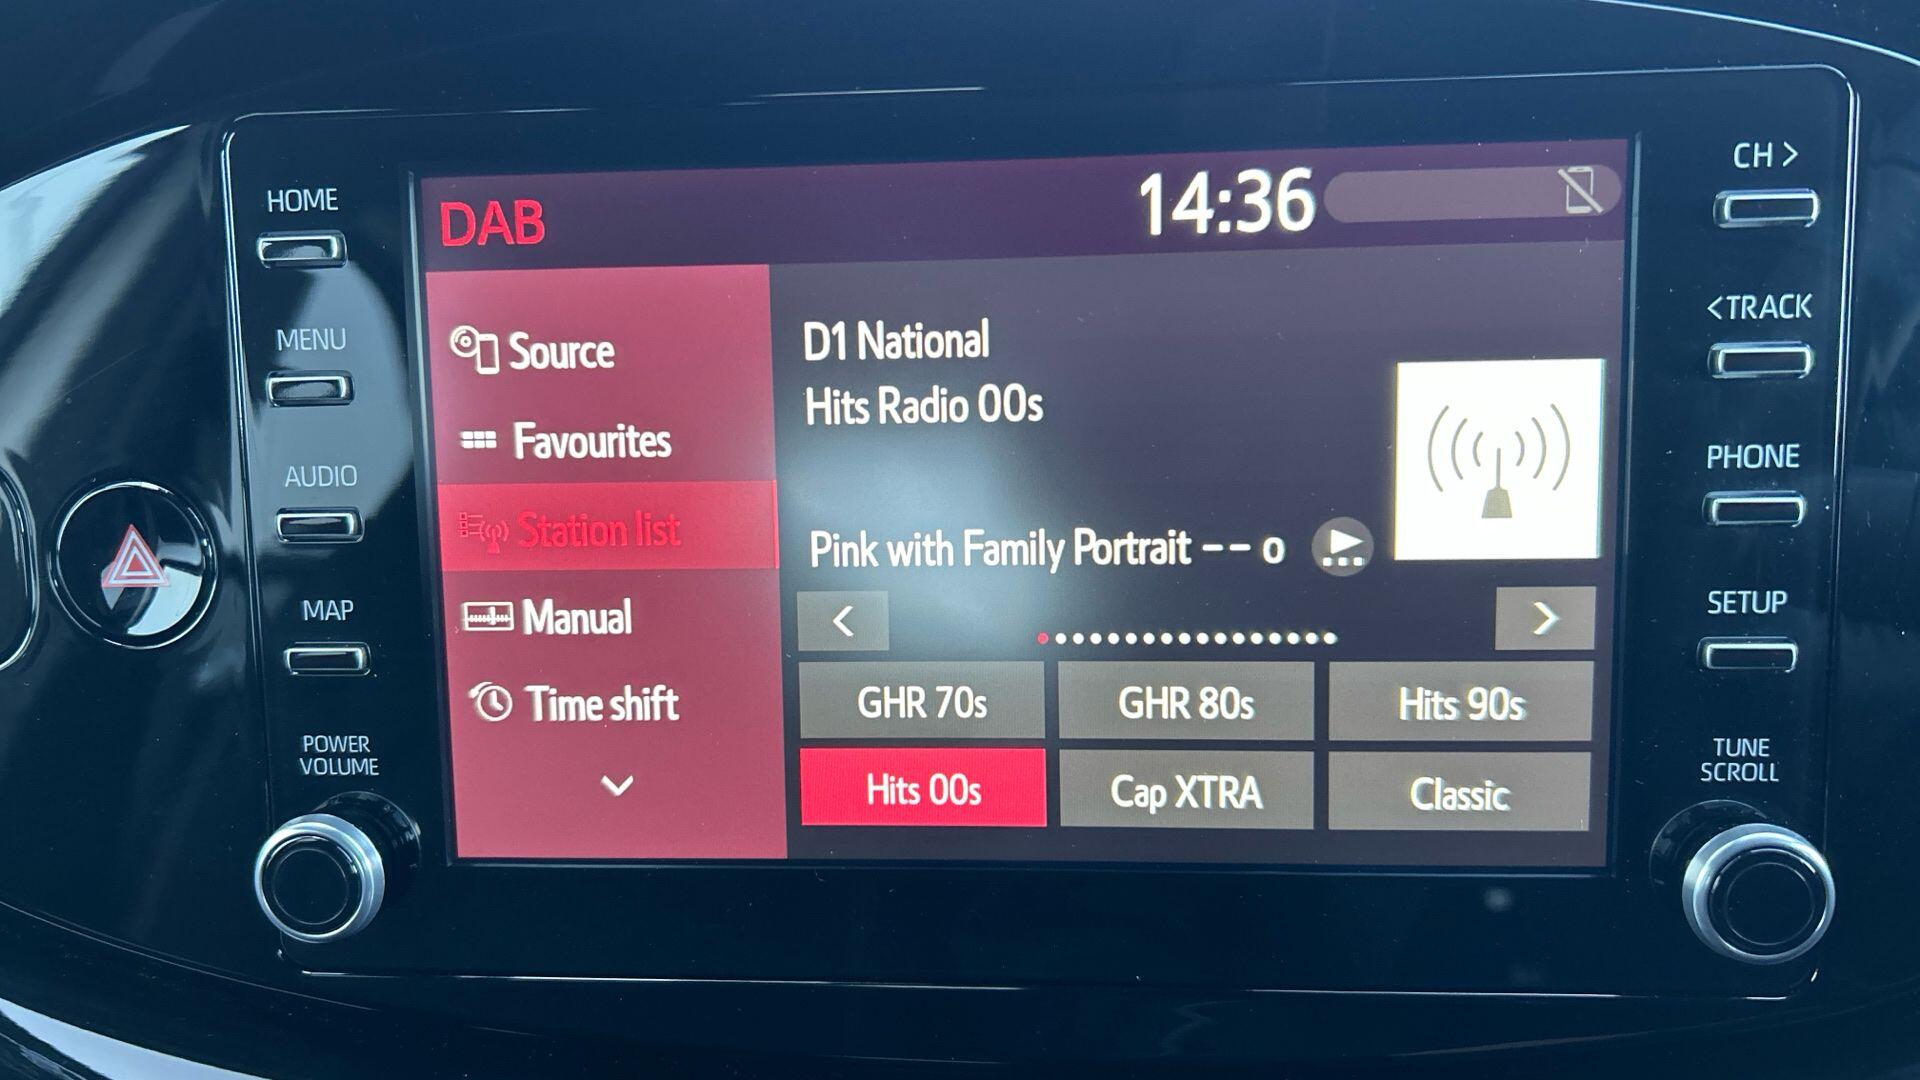 HOME
MENU
AUDIO
MAP
POWER
VOLUME
DAB
14:36
Source
Favourites
Station list
Manual
Time shift
D1 National
Hits Radio 00s
Pink with Family Portrait -- o
<
>
GHR 70s
GHR 80s
Hits 90s
Hits 00s
Cap XTRA
Classic
CH >
<TRACK
PHONE
SETUP
TUNE
SCROLL